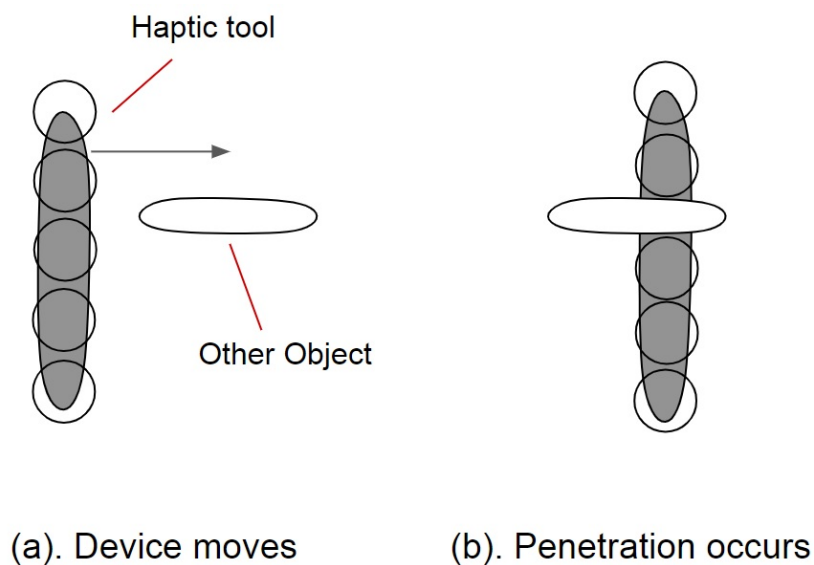 Haptic tool
Other Object
(a). Device moves
(b). Penetration occurs